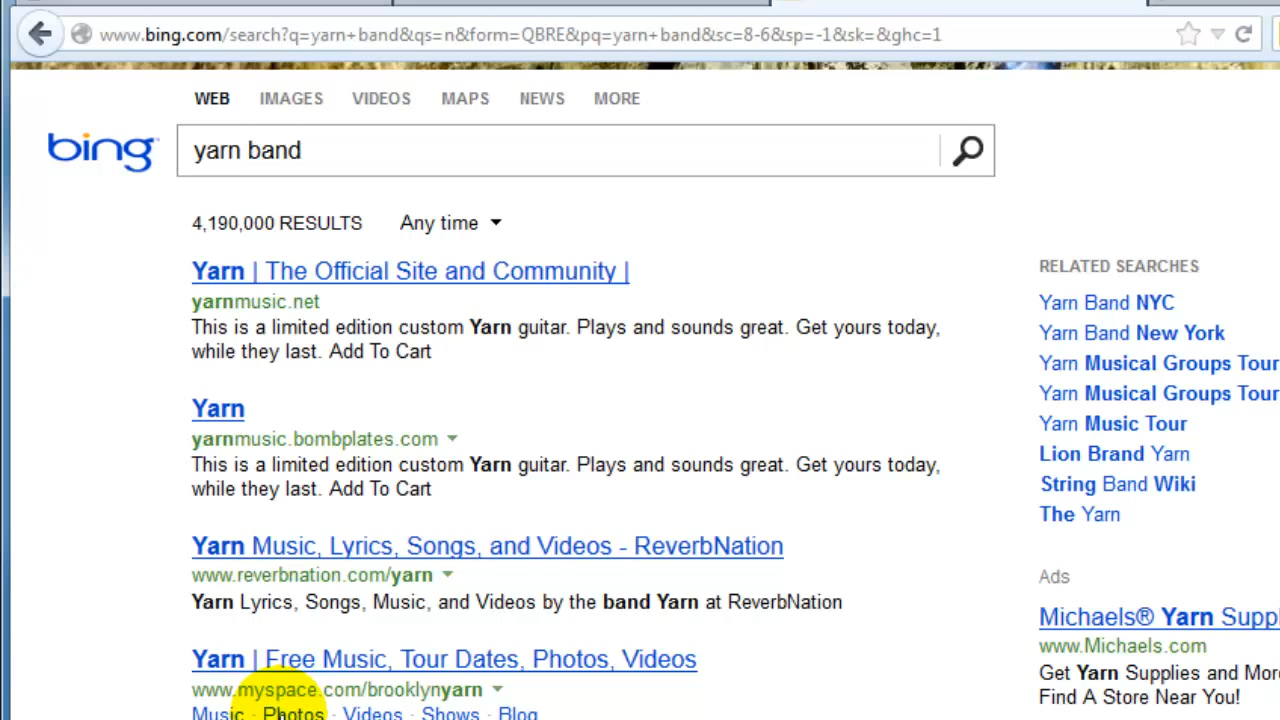 www.bing.com/search?q=yarn+band&qs=n&form=QBRE&pq=yarn+band&sc=8-6&sp=-1&sk=&ghc=1
WEB IMAGES VIDEOS MAPS NEWS MORE
bing
yarn band
4,190,000 RESULTS Any time
Yarn | The Official Site and Community |
yarnmusic.net
This is a limited edition custom Yarn guitar. Plays and sounds great. Get yours today,
while they last. Add To Cart
Yarn
yarnmusic.bombplates.com
This is a limited edition custom Yarn guitar. Plays and sounds great. Get yours today,
while they last. Add To Cart
Yarn Music, Lyrics, Songs, and Videos - ReverbNation
www.reverbnation.com/yarn
Yarn Lyrics, Songs, Music, and Videos by the band Yarn at ReverbNation
Yarn | Free Music, Tour Dates, Photos, Videos
www.myspace.com/brooklynyarn
Music · Photos · Videos · Shows · Blog
RELATED SEARCHES
Yarn Band NYC
Yarn Band New York
Yarn Musical Groups Tour
Yarn Musical Groups Tour
Yarn Music Tour
Lion Brand Yarn
String Band Wiki
The Yarn
Ads
Michaels® Yarn Suppl
www.Michaels.com
Get Yarn Supplies and More
Find A Store Near You!